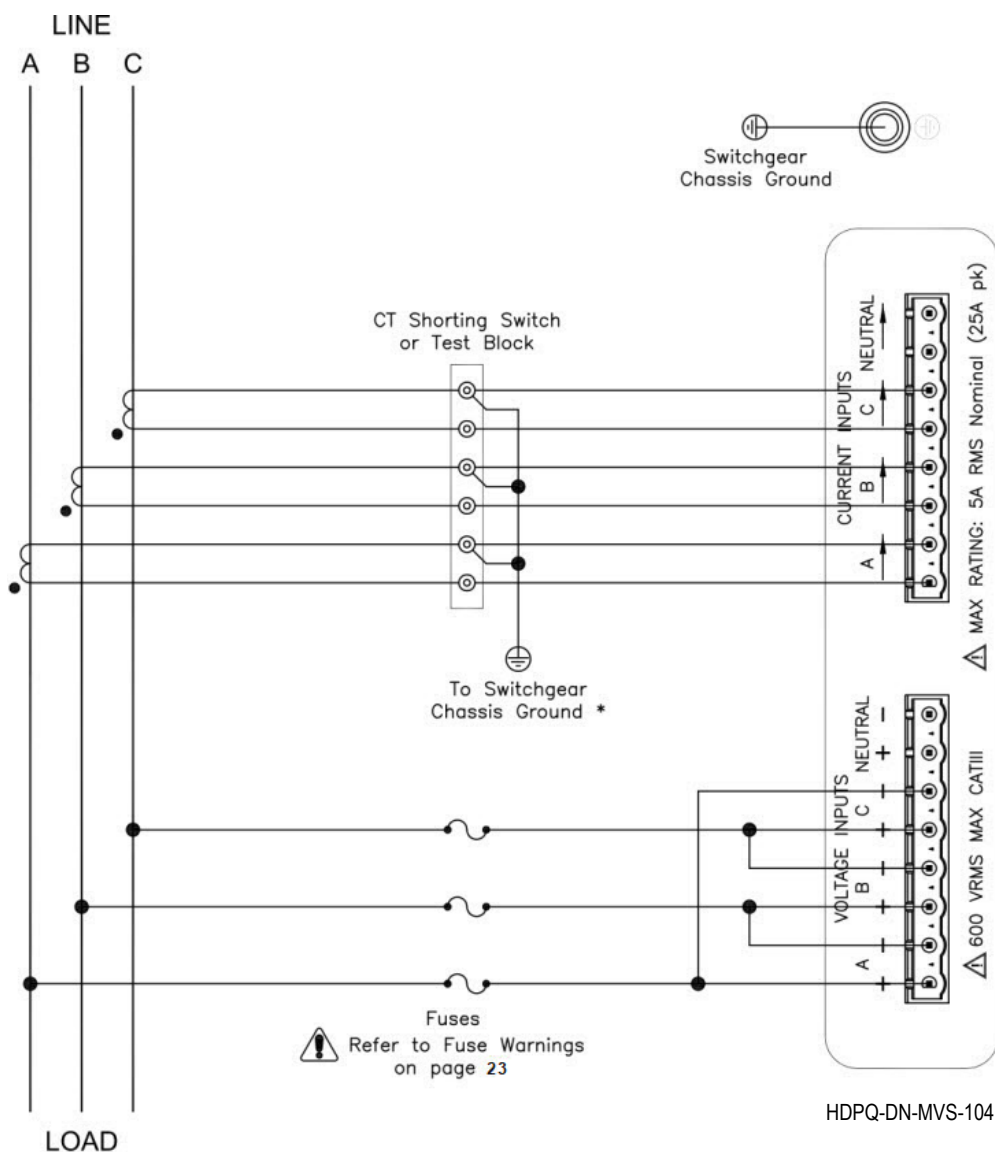 LINE
A B C
Switchgear
Chassis Ground
CT Shorting Switch
or Test Block
CURRENT INPUTS
NEUTRAL
C
B
A
MAX RATING: 5A RMS Nominal (25A pk)
To Switchgear
Chassis Ground *
VOLTAGE INPUTS
NEUTRAL
- +
C
- +
B
- +
A
- +
600 VRMS MAX CATIII
Fuses
Refer to Fuse Warnings
on page 23
HDPQ-DN-MVS-104
LOAD